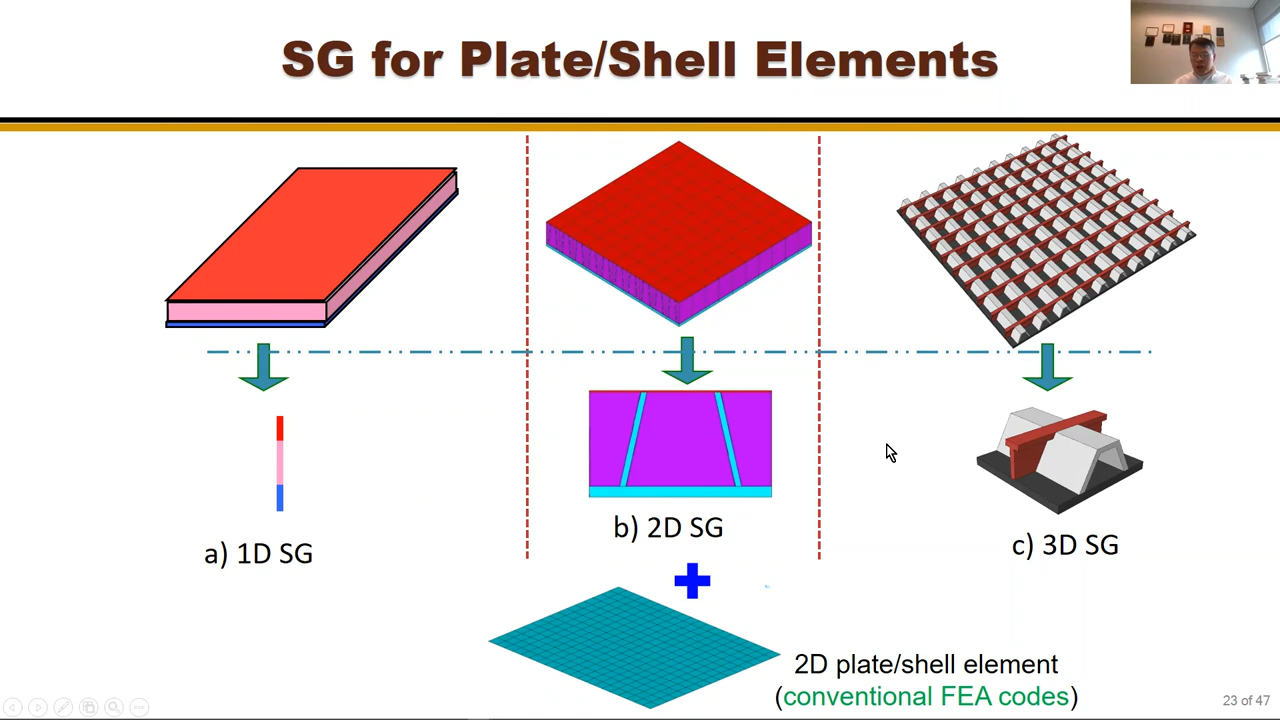 SG for Plate/Shell Elements
a) 1D SG
b) 2D SG
c) 3D SG
2D plate/shell element
(conventional FEA codes)
23 of 47